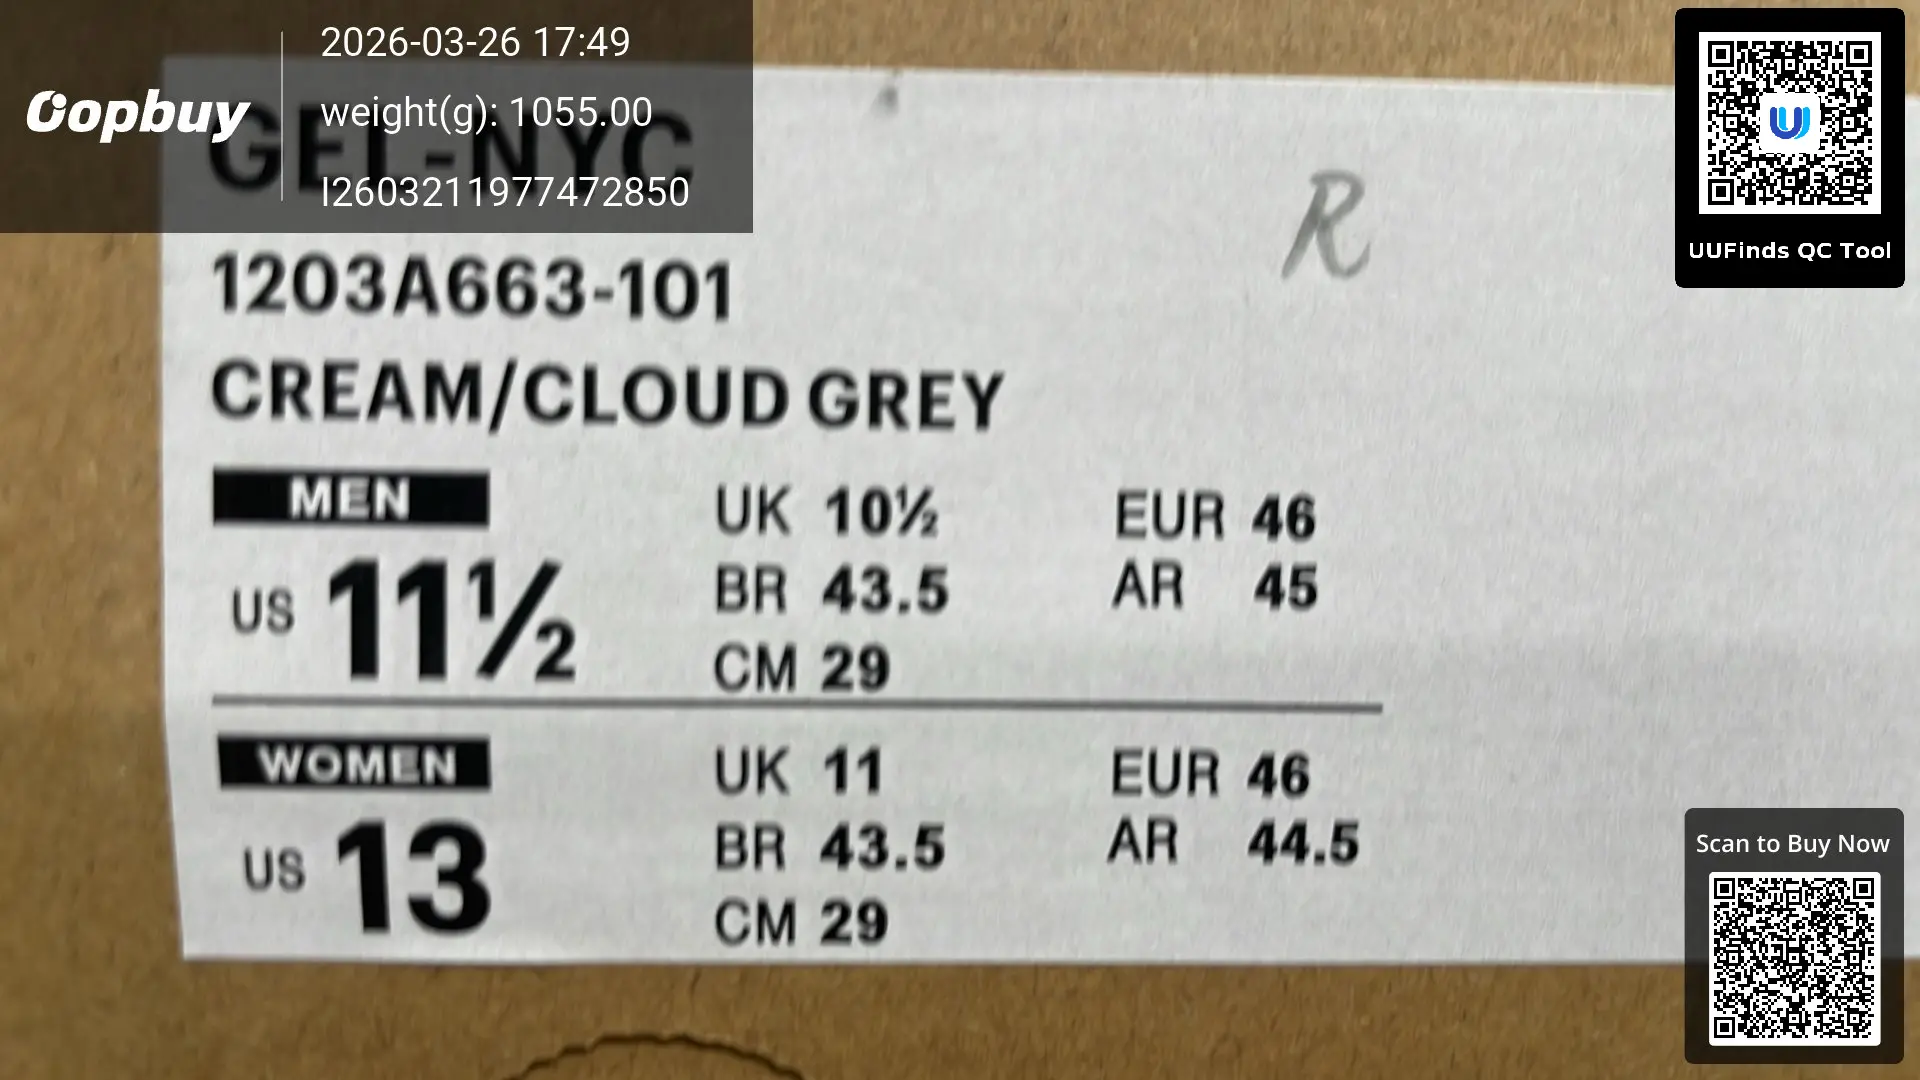 Oopbuy
2026-03-26 17:49
weight(g): 1055.00
I2603211977472850
UUFinds QC Tool
GEL-NYC
R
1203A663-101
CREAM/CLOUD GREY
MEN
US 11½
UK 10½
BR 43.5
CM 29
EUR 46
AR 45
WOMEN
US 13
UK 11
BR 43.5
CM 29
EUR 46
AR 44.5
Scan to Buy Now